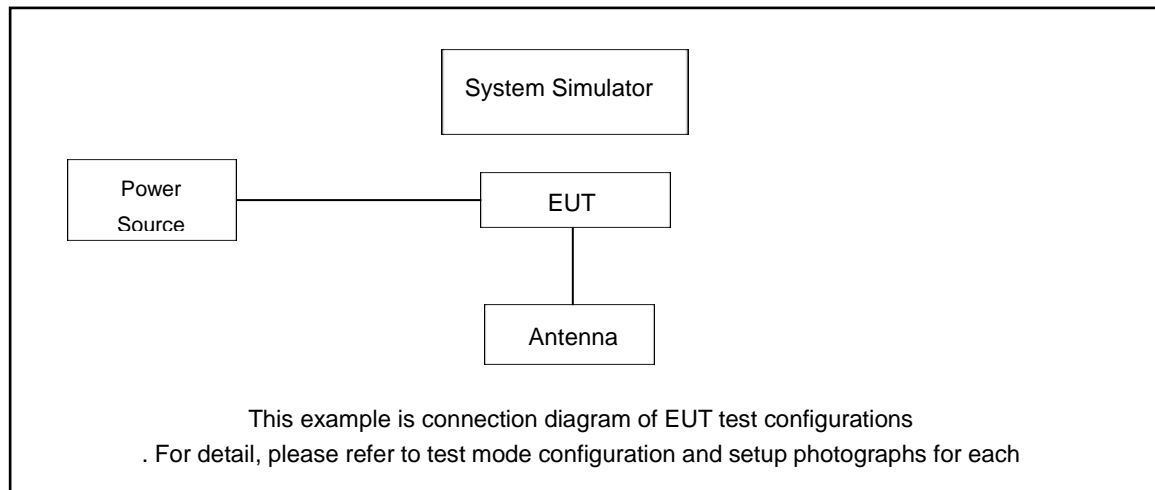 System Simulator
Power
Source
EUT
Antenna
This example is connection diagram of EUT test configurations
. For detail, please refer to test mode configuration and setup photographs for each